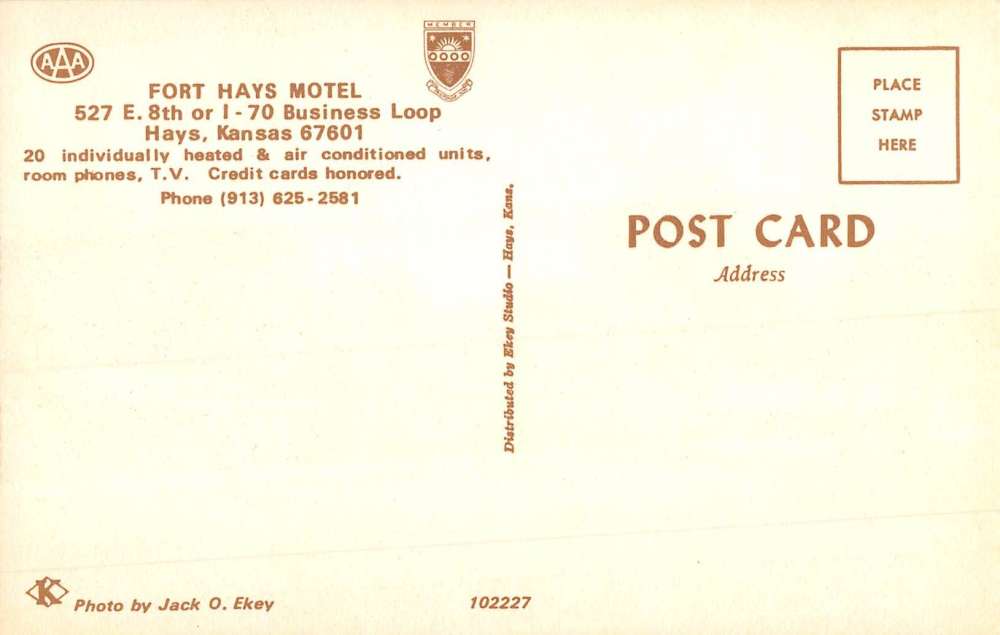 AAA
MEMBER
FORT HAYS MOTEL
527 E. 8th or I-70 Business Loop
Hays, Kansas 67601
20 individually heated & air conditioned units,
room phones, T.V. Credit cards honored.
Phone (913) 625-2581
Distributed by Ekey Studio — Hays, Kans.
PLACE
STAMP
HERE
POST CARD
Address
K
Photo by Jack O. Ekey
102227